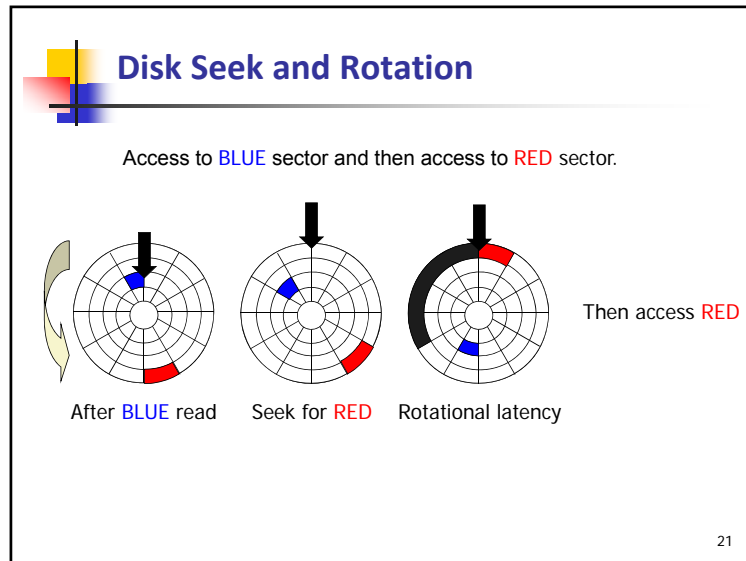 Disk Seek and Rotation
Access to BLUE sector and then access to RED sector.
Then access RED
After BLUE read
Seek for RED
Rotational latency
21